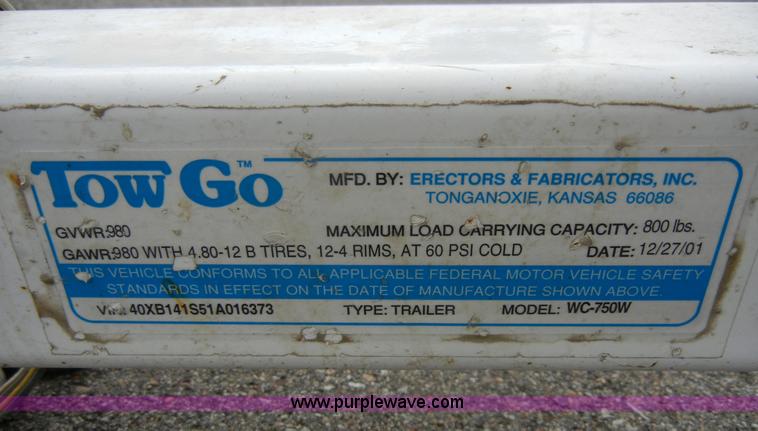 Tow Go™
MFD. BY: ERECTORS & FABRICATORS, INC.
TONGANOXIE, KANSAS 66086
GVWR:980 MAXIMUM LOAD CARRYING CAPACITY: 800 lbs.
GAWR:980 WITH 4.80-12 B TIRES, 12-4 RIMS, AT 60 PSI COLD DATE: 12/27/01
THIS VEHICLE CONFORMS TO ALL APPLICABLE FEDERAL MOTOR VEHICLE SAFETY
STANDARDS IN EFFECT ON THE DATE OF MANUFACTURE SHOWN ABOVE.
VIN: 40XB141S51A016373 TYPE: TRAILER MODEL: WC-750W
www.purplewave.com